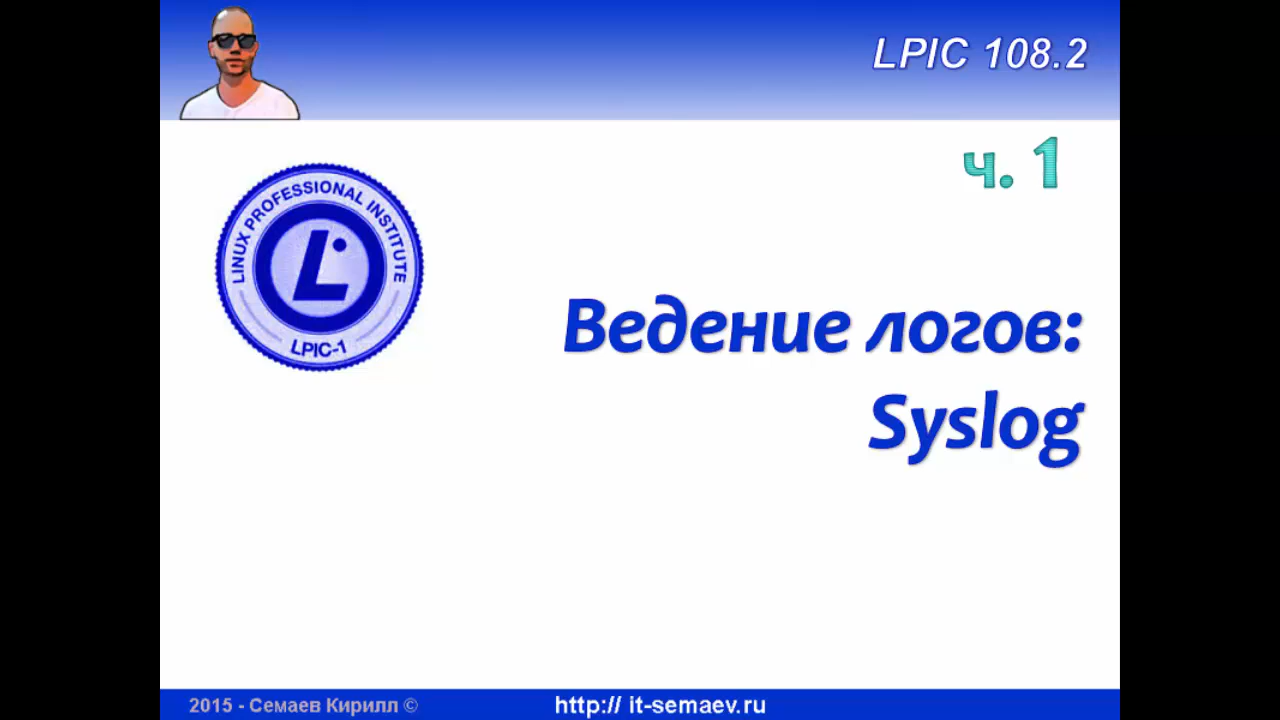 LPIC 108.2
ч. 1
LINUX PROFESSIONAL INSTITUTE
LPIC-1
Ведение логов:
Syslog
2015 - Семаев Кирилл ©
http:// it-semaev.ru